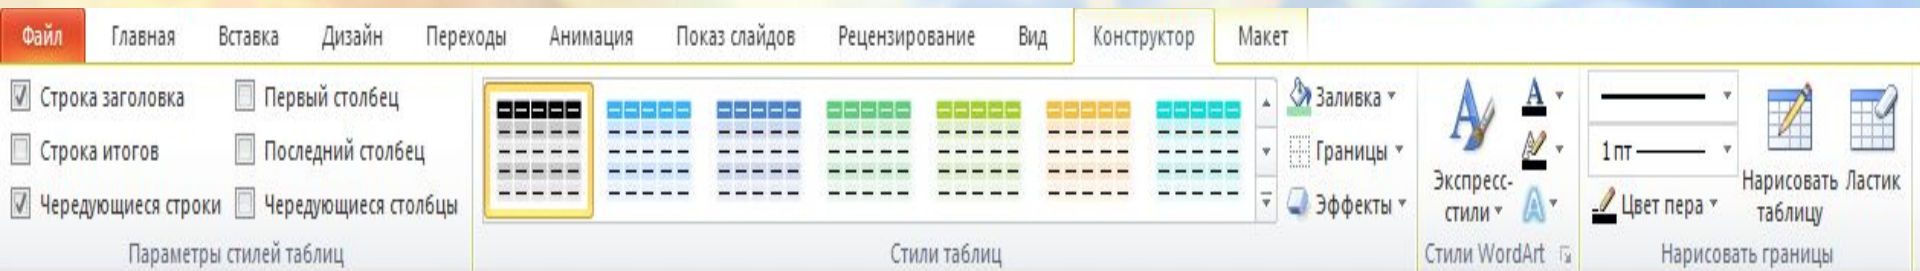 Файл Главная Вставка Дизайн Переходы Анимация Показ слайдов Рецензирование Вид Конструктор Макет
Строка заголовка
Строка итогов
Чередующиеся строки
Первый столбец
Последний столбец
Чередующиеся столбцы
Параметры стилей таблиц
Заливка
Границы
Эффекты
Стили таблиц
Экспресс-
стили
A
A
A
A
Стили WordArt
1 пт
Цвет пера
Нарисовать
таблицу
Ластик
Нарисовать границы